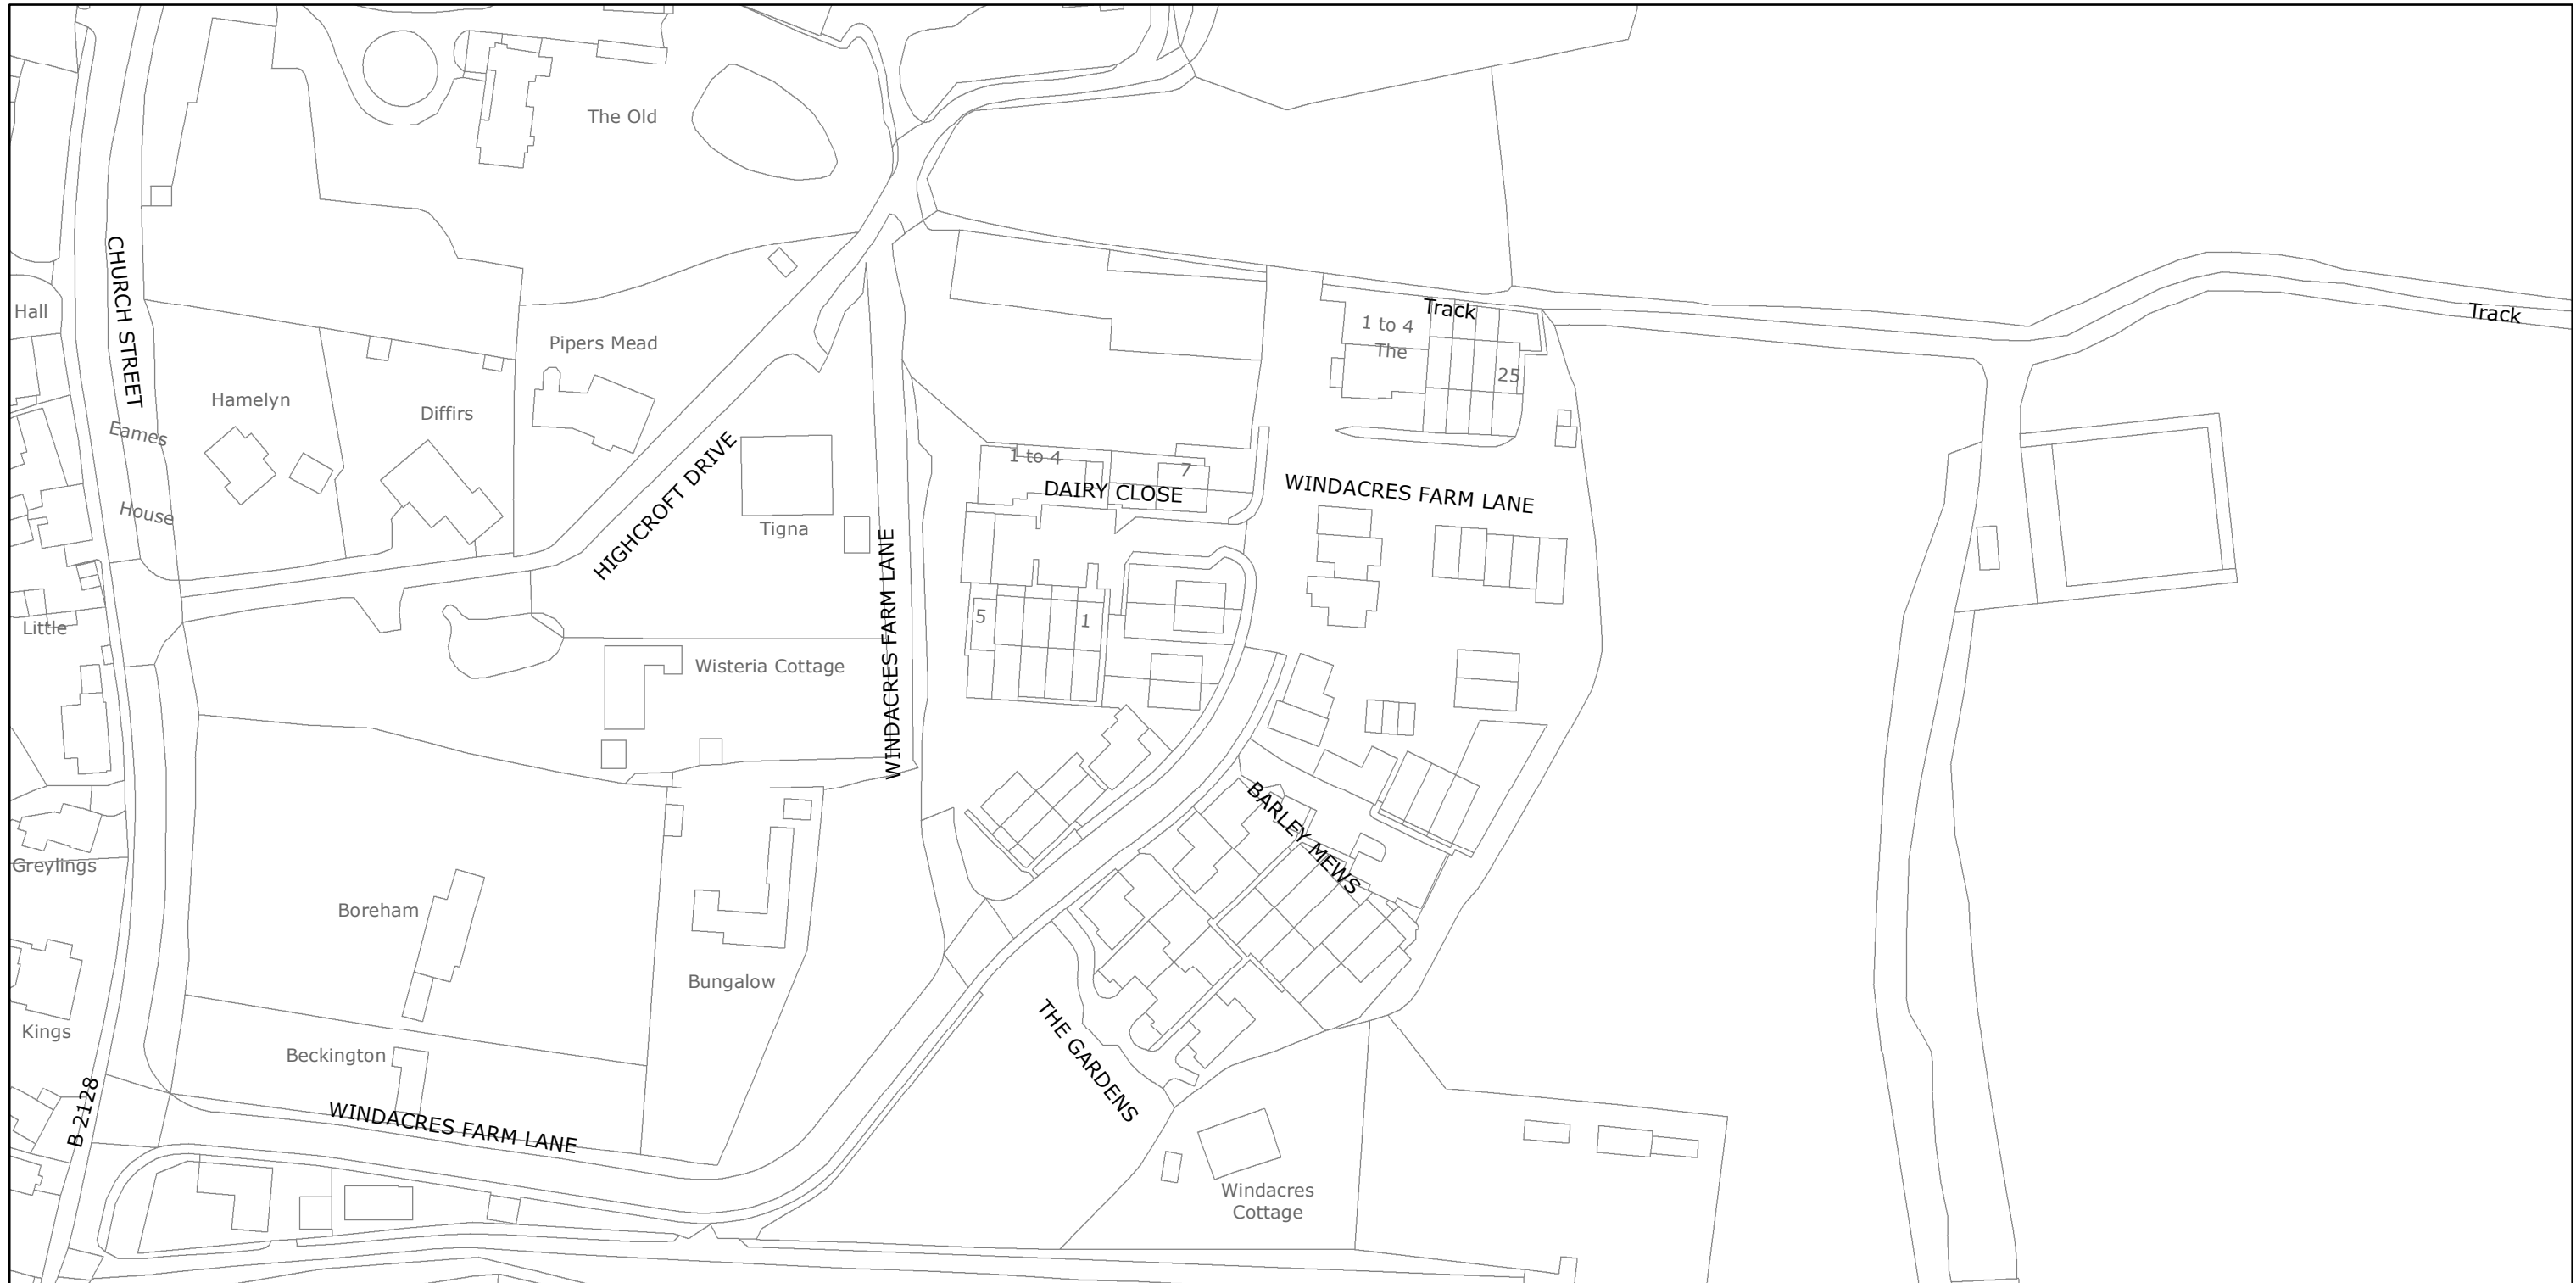 The Old
CHURCH STREET
Hall
Track
Track
1 to 4
The
25
Pipers Mead
Hamelyn
Diffirs
Eames
House
HIGHCROFT DRIVE
1 to 4
7
DAIRY CLOSE
WINDACRES FARM LANE
Tigna
WINDACRES FARM LANE
5
1
Little
Wisteria Cottage
BARLEY MEWS
Greylings
Boreham
Bungalow
Kings
Beckington
THE GARDENS
B 2128
WINDACRES FARM LANE
Windacres
Cottage